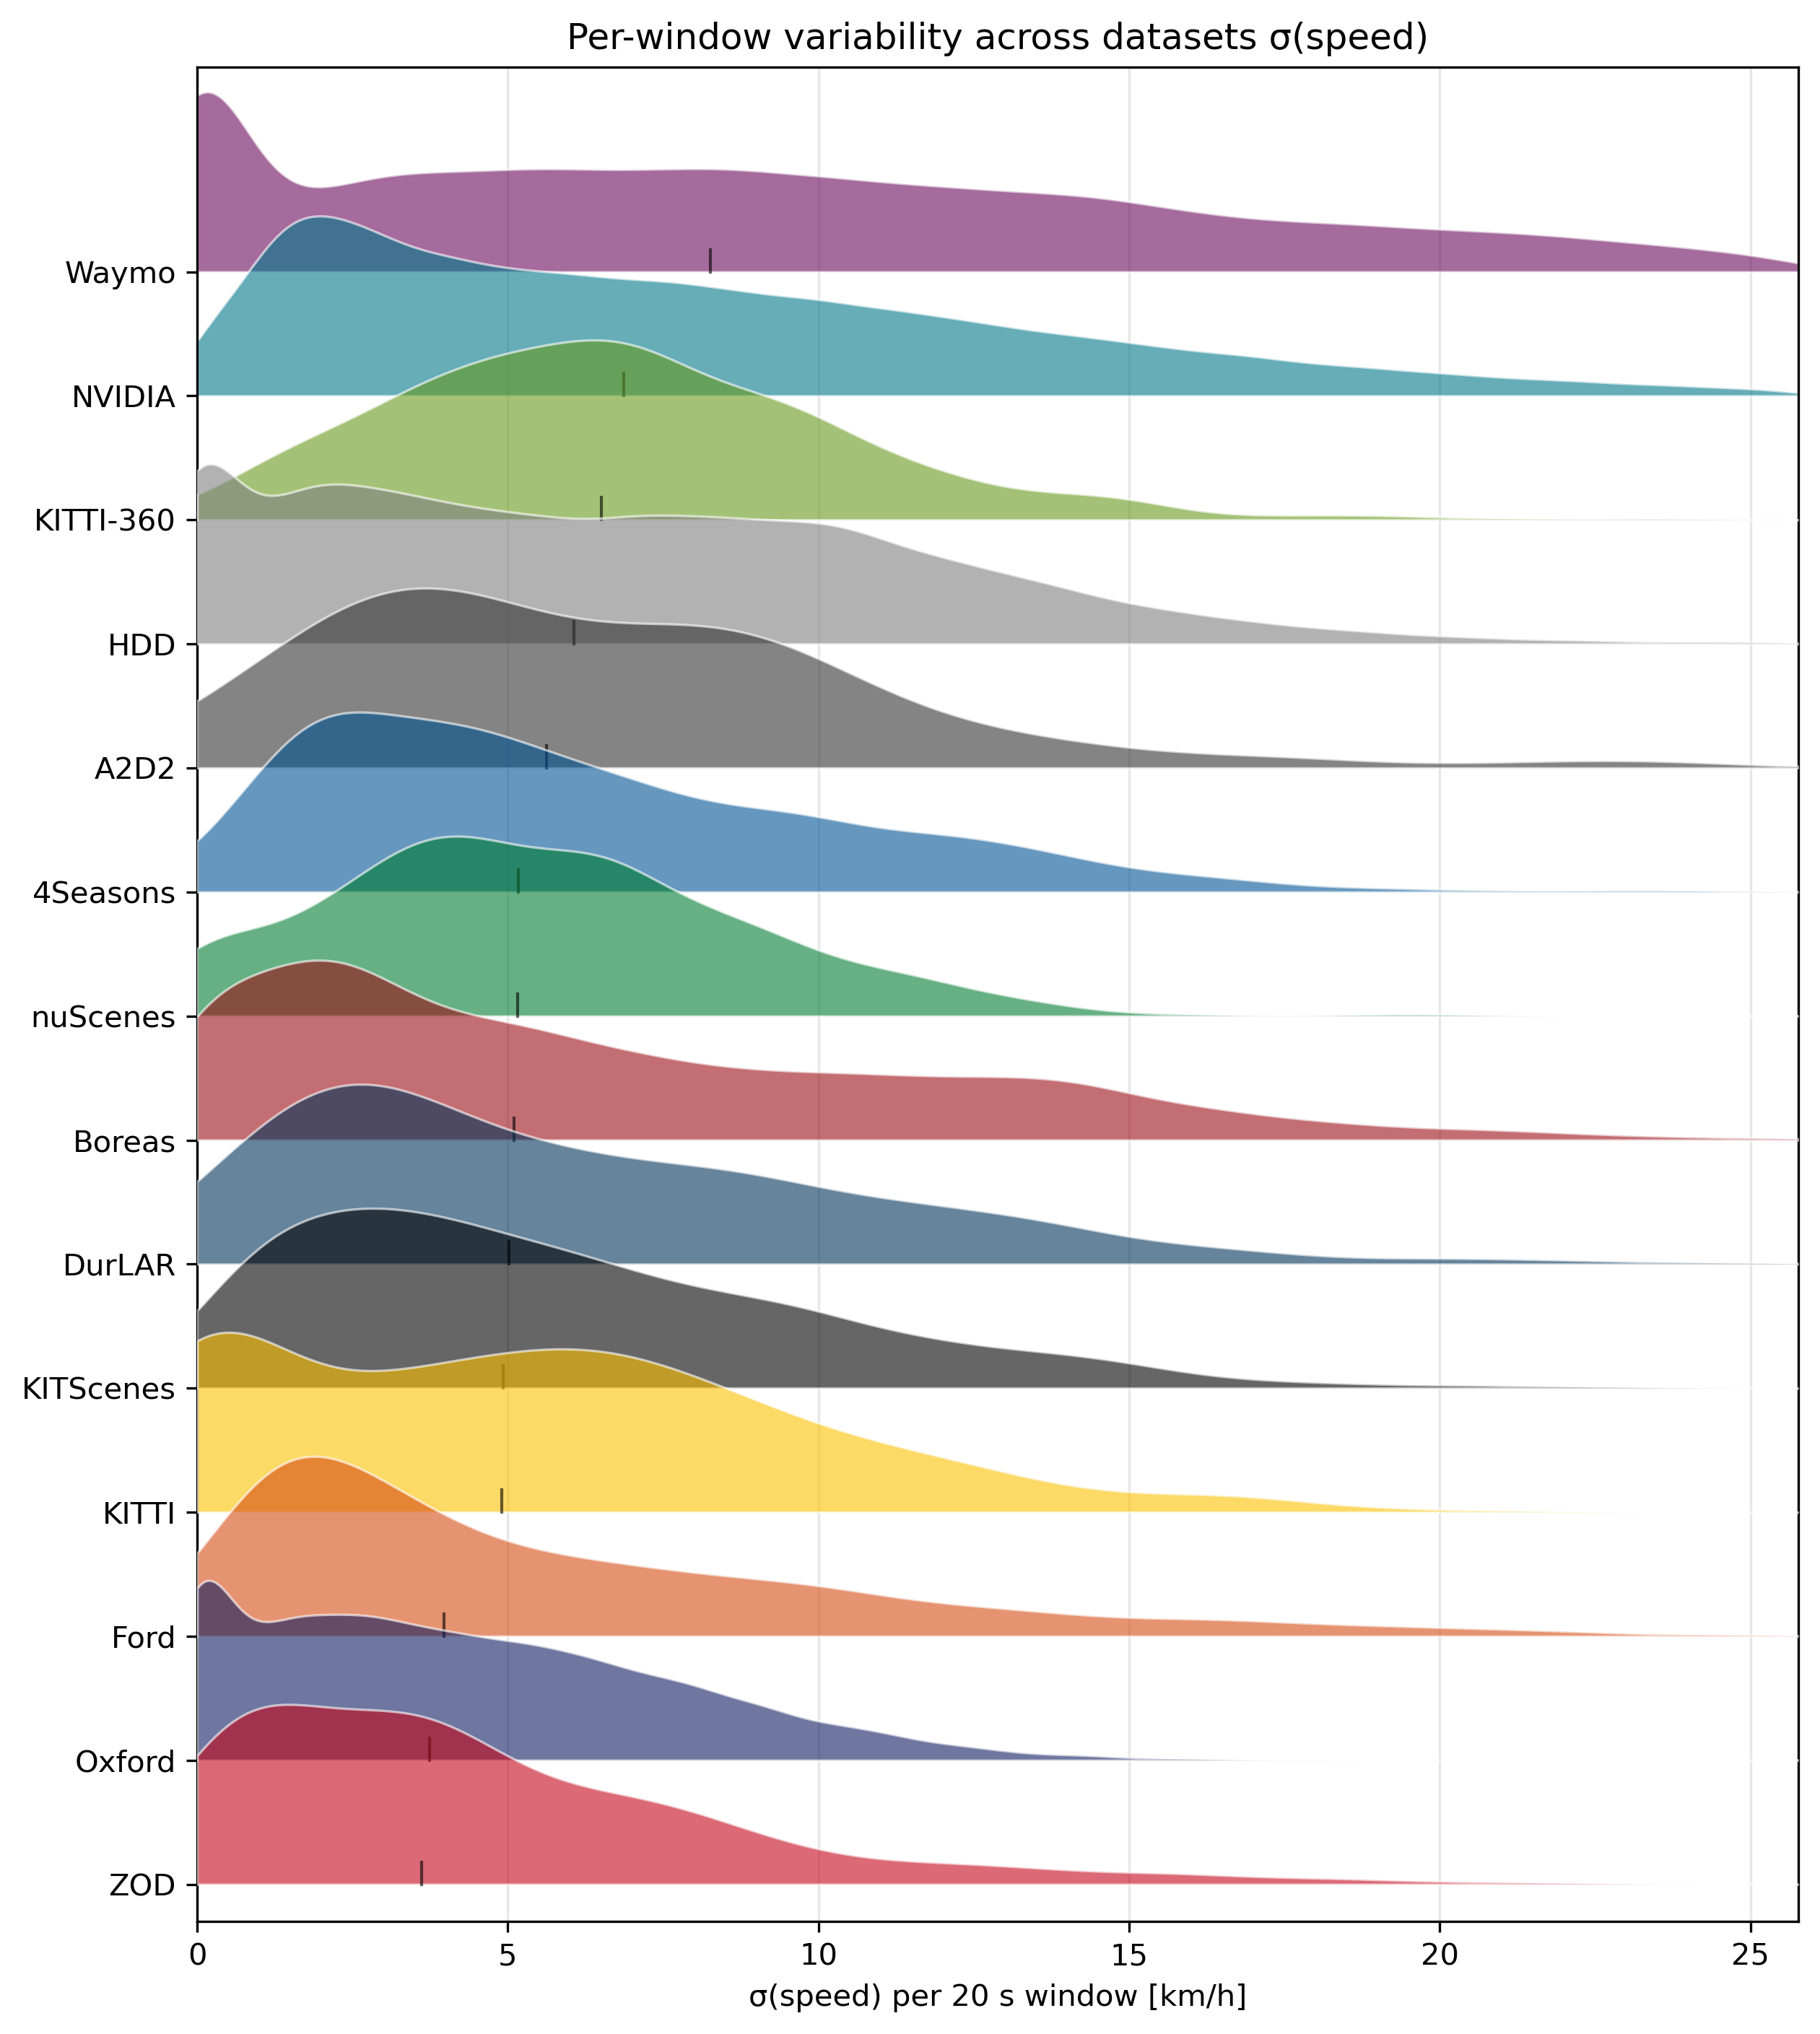 Per-window variability across datasets σ(speed)
Waymo
NVIDIA
KITTI-360
HDD
A2D2
4Seasons
nuScenes
Boreas
DurLAR
KITScenes
KITTI
Ford
Oxford
ZOD
0 5 10 15 20 25
σ(speed) per 20 s window [km/h]